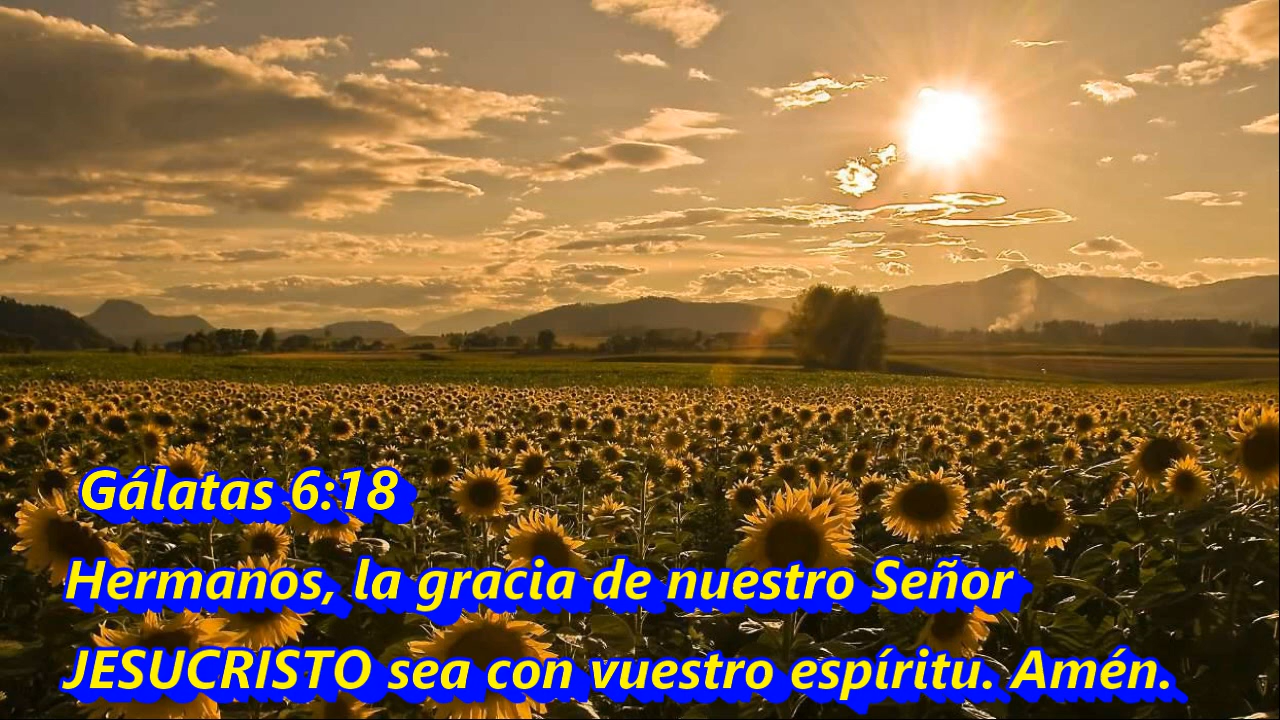 Gálatas 6:18
Hermanos, la gracia de nuestro Señor
JESUCRISTO sea con vuestro espíritu. Amén.